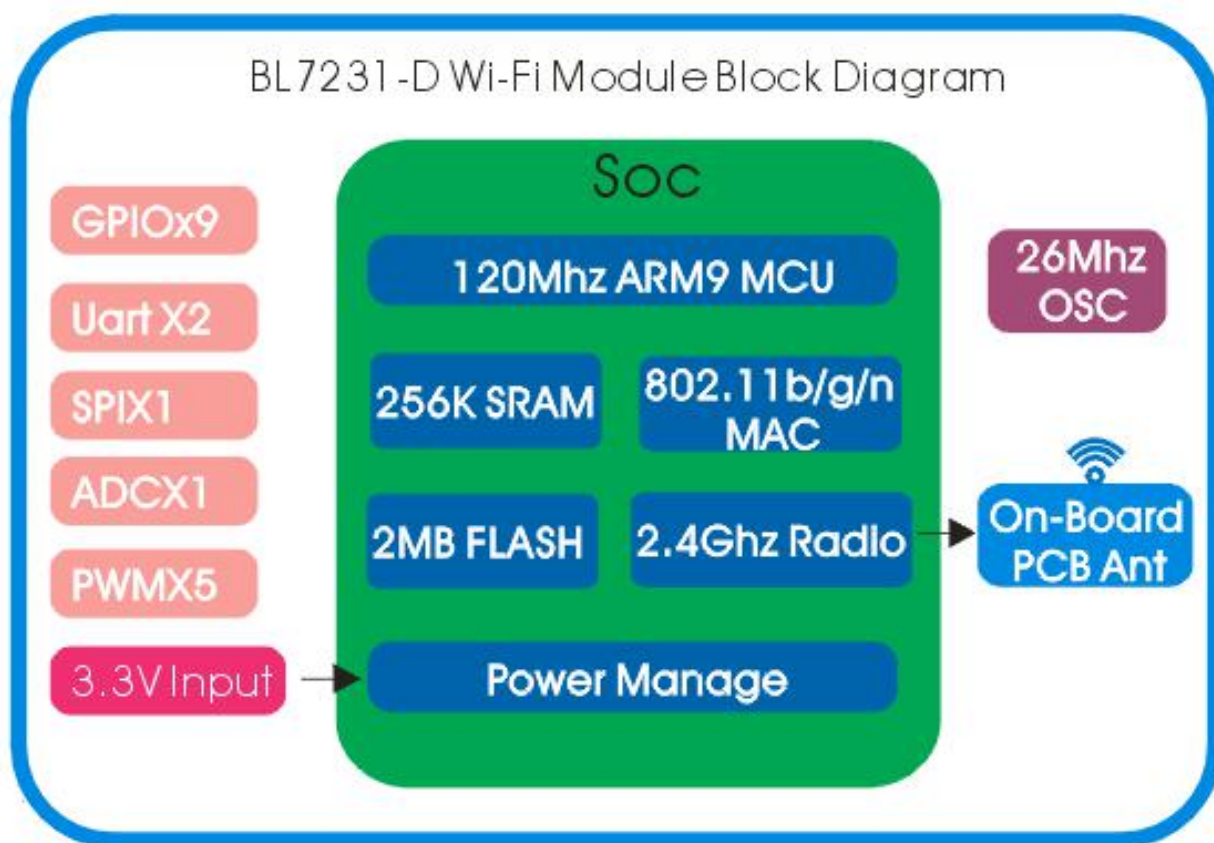 BL7231-D Wi-Fi Module Block Diagram
Soc
GPIOx9
Uart X2
SPIX1
ADCX1
PWMX5
3.3V Input
120Mhz ARM9 MCU
256K SRAM
802.11b/g/n
MAC
2MB FLASH
2.4Ghz Radio
Power Manage
26Mhz
OSC
On-Board
PCB Ant